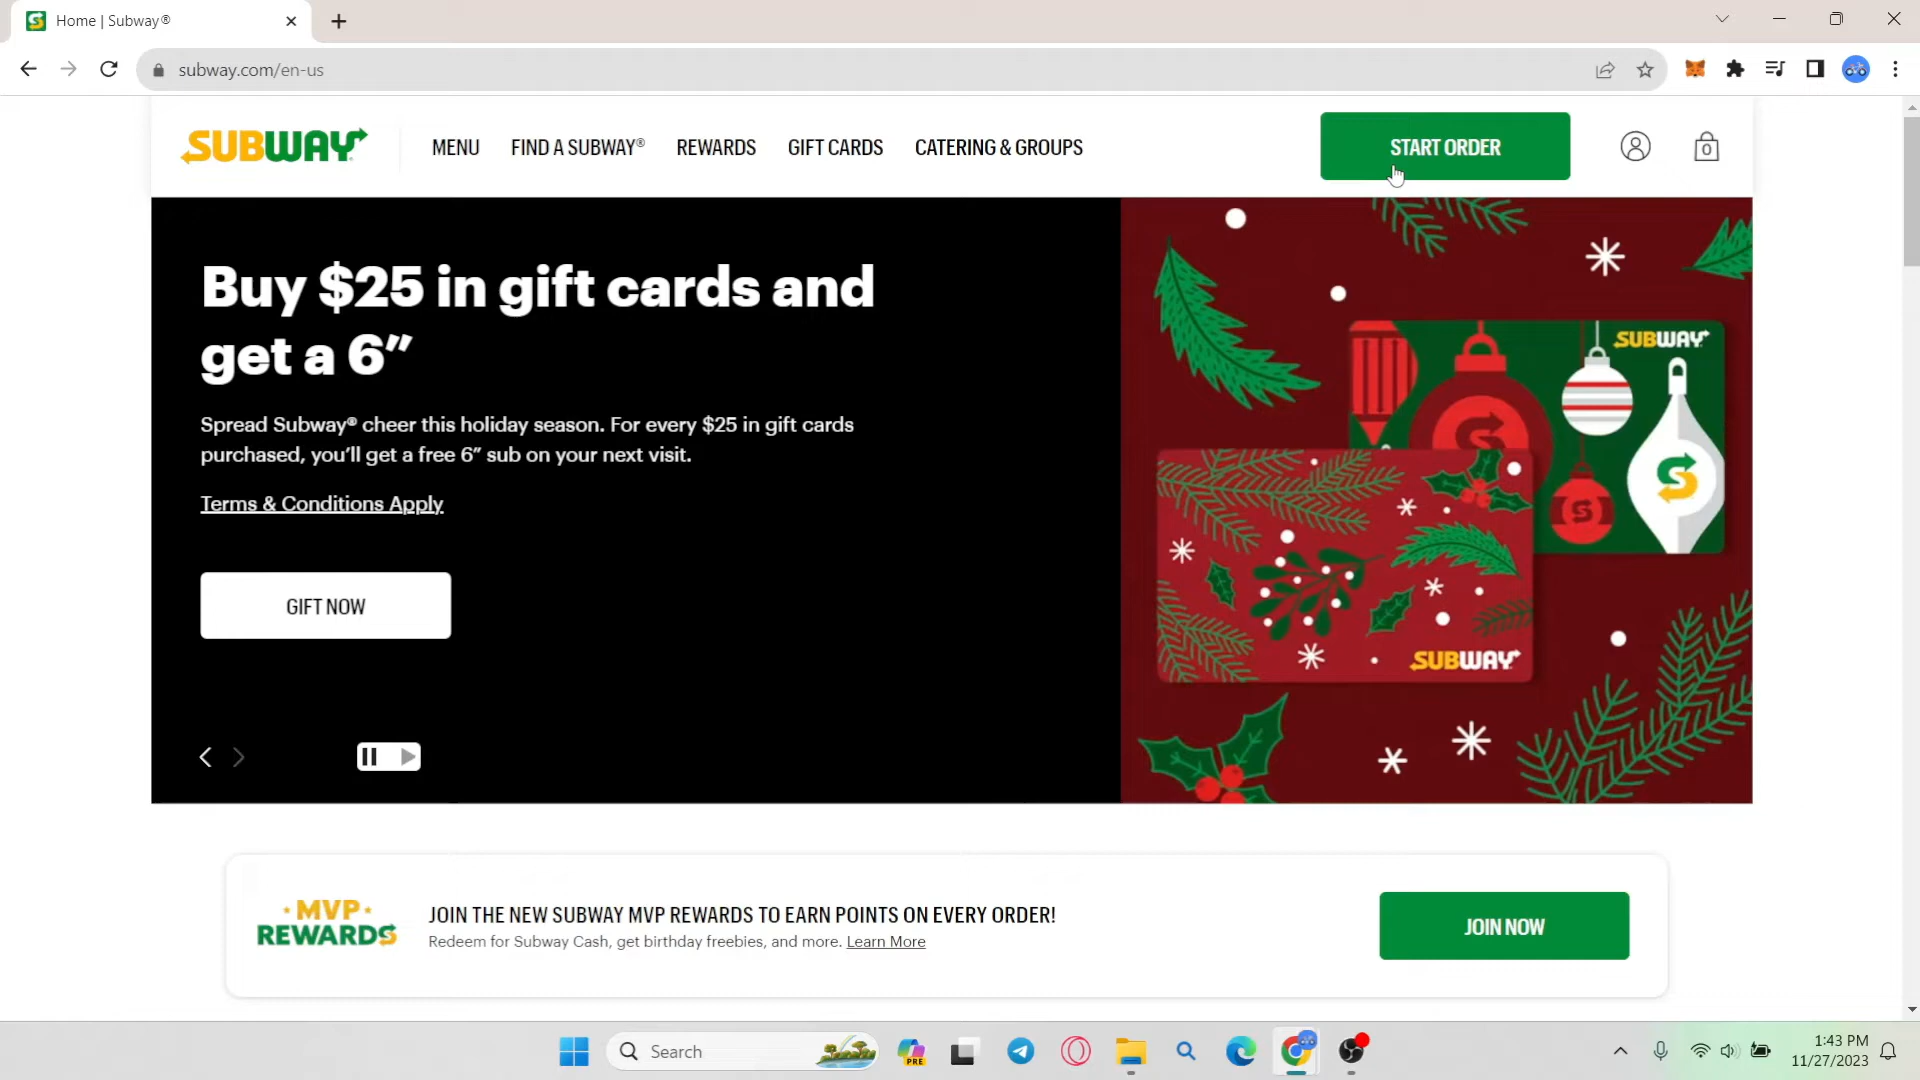 Home | Subway®
subway.com/en-us
SUBWAY®
MENU
FIND A SUBWAY®
REWARDS
GIFT CARDS
CATERING & GROUPS
START ORDER
0
Buy $25 in gift cards and
get a 6”
Spread Subway® cheer this holiday season. For every $25 in gift cards
purchased, you’ll get a free 6” sub on your next visit.
Terms & Conditions Apply
GIFT NOW
SUBWAY
SUBWAY
MVP
REWARDS
JOIN THE NEW SUBWAY MVP REWARDS TO EARN POINTS ON EVERY ORDER!
Redeem for Subway Cash, get birthday freebies, and more. Learn More
JOIN NOW
Search
PRE
1:43 PM
11/27/2023